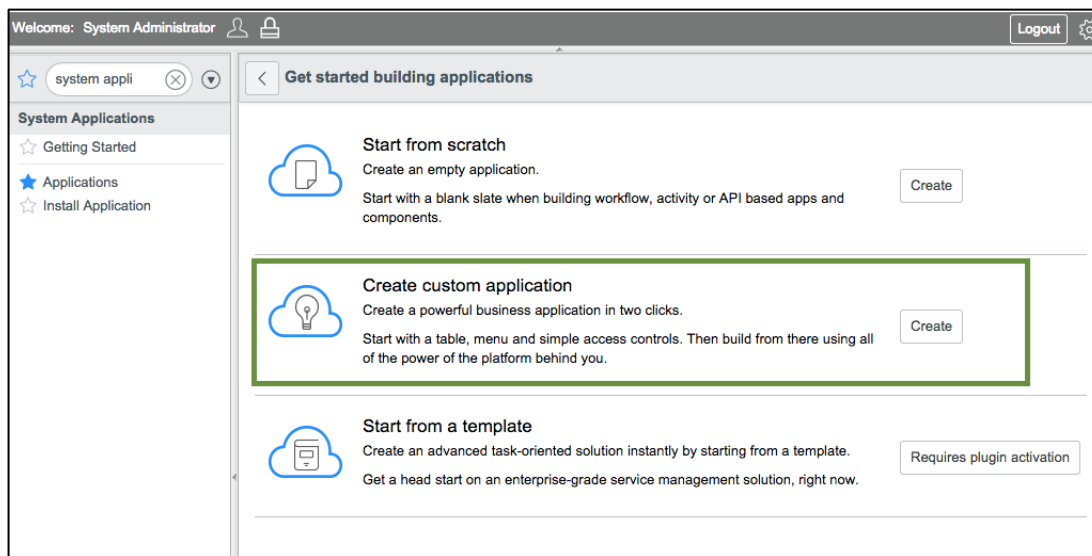 Welcome: System Administrator
Logout
system appli
Get started building applications
System Applications
Getting Started
Applications
Install Application
Start from scratch
Create an empty application.
Start with a blank slate when building workflow, activity or API based apps and
components.
Create
Create custom application
Create a powerful business application in two clicks.
Start with a table, menu and simple access controls. Then build from there using all
of the power of the platform behind you.
Create
Start from a template
Create an advanced task-oriented solution instantly by starting from a template.
Get a head start on an enterprise-grade service management solution, right now.
Requires plugin activation